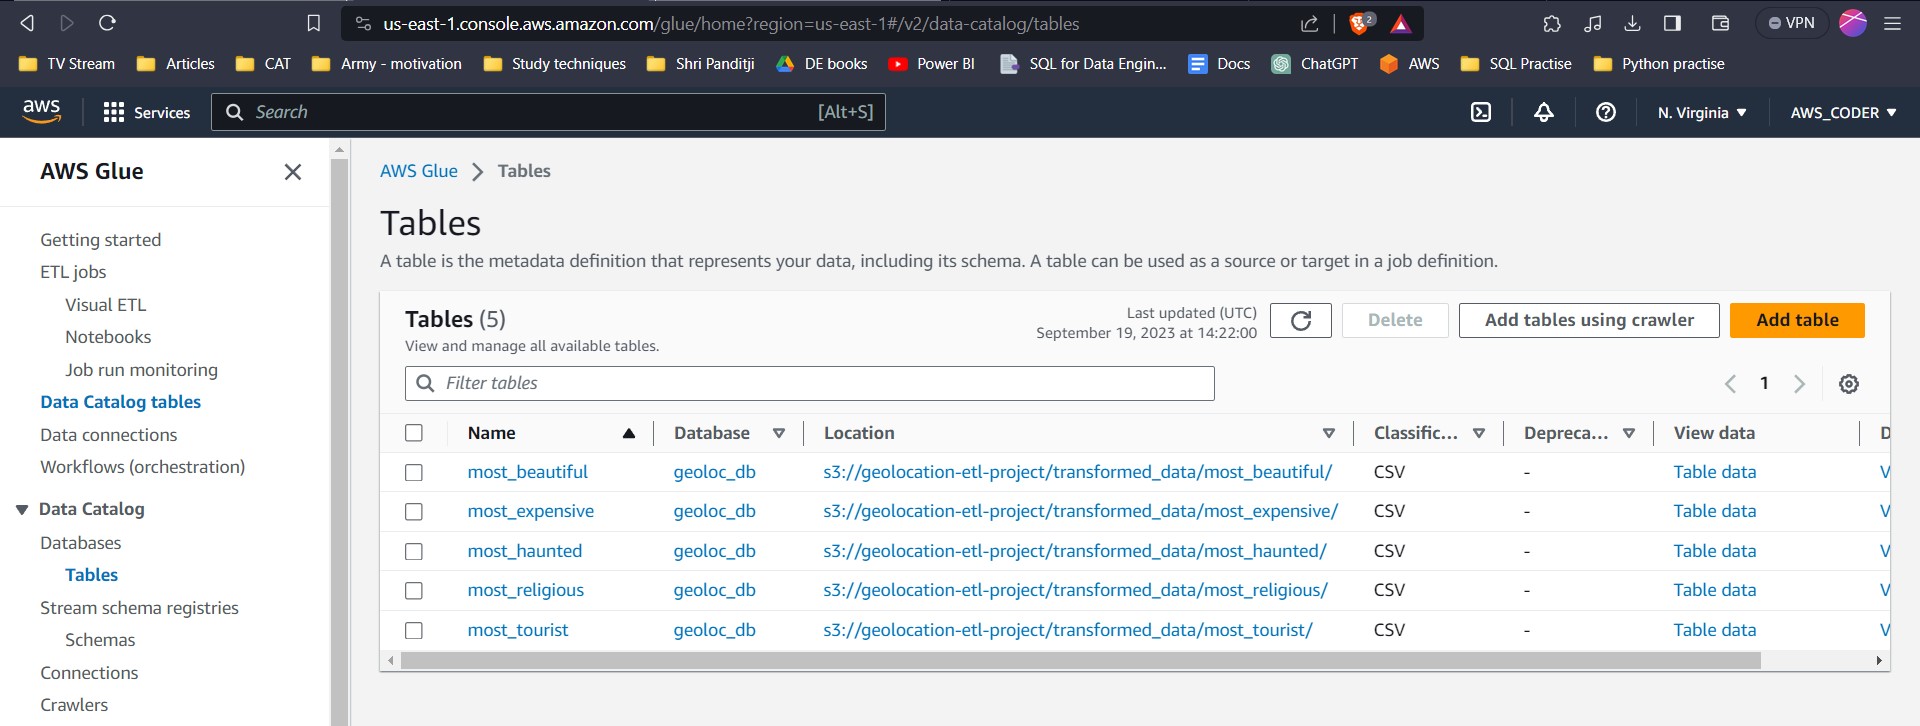 us-east-1.console.aws.amazon.com/glue/home?region=us-east-1#/v2/data-catalog/tables
2
VPN
TV Stream Articles CAT Army - motivation Study techniques Shri Panditji DE books Power BI SQL for Data Engin... Docs ChatGPT AWS SQL Practise Python practise
aws Services Search [Alt+S] N. Virginia AWS_CODER
AWS Glue
Getting started
ETL jobs
Visual ETL
Notebooks
Job run monitoring
Data Catalog tables
Data connections
Workflows (orchestration)
Data Catalog
Databases
Tables
Stream schema registries
Schemas
Connections
Crawlers
AWS Glue > Tables
Tables
A table is the metadata definition that represents your data, including its schema. A table can be used as a source or target in a job definition.
Tables (5)
View and manage all available tables.
Last updated (UTC)
September 19, 2023 at 14:22:00
Delete Add tables using crawler Add table
Filter tables
1
Name Database Location Classific... Depreca... View data D
most_beautiful geoloc_db s3://geolocation-etl-project/transformed_data/most_beautiful/ CSV - Table data V
most_expensive geoloc_db s3://geolocation-etl-project/transformed_data/most_expensive/ CSV - Table data V
most_haunted geoloc_db s3://geolocation-etl-project/transformed_data/most_haunted/ CSV - Table data V
most_religious geoloc_db s3://geolocation-etl-project/transformed_data/most_religious/ CSV - Table data V
most_tourist geoloc_db s3://geolocation-etl-project/transformed_data/most_tourist/ CSV - Table data V